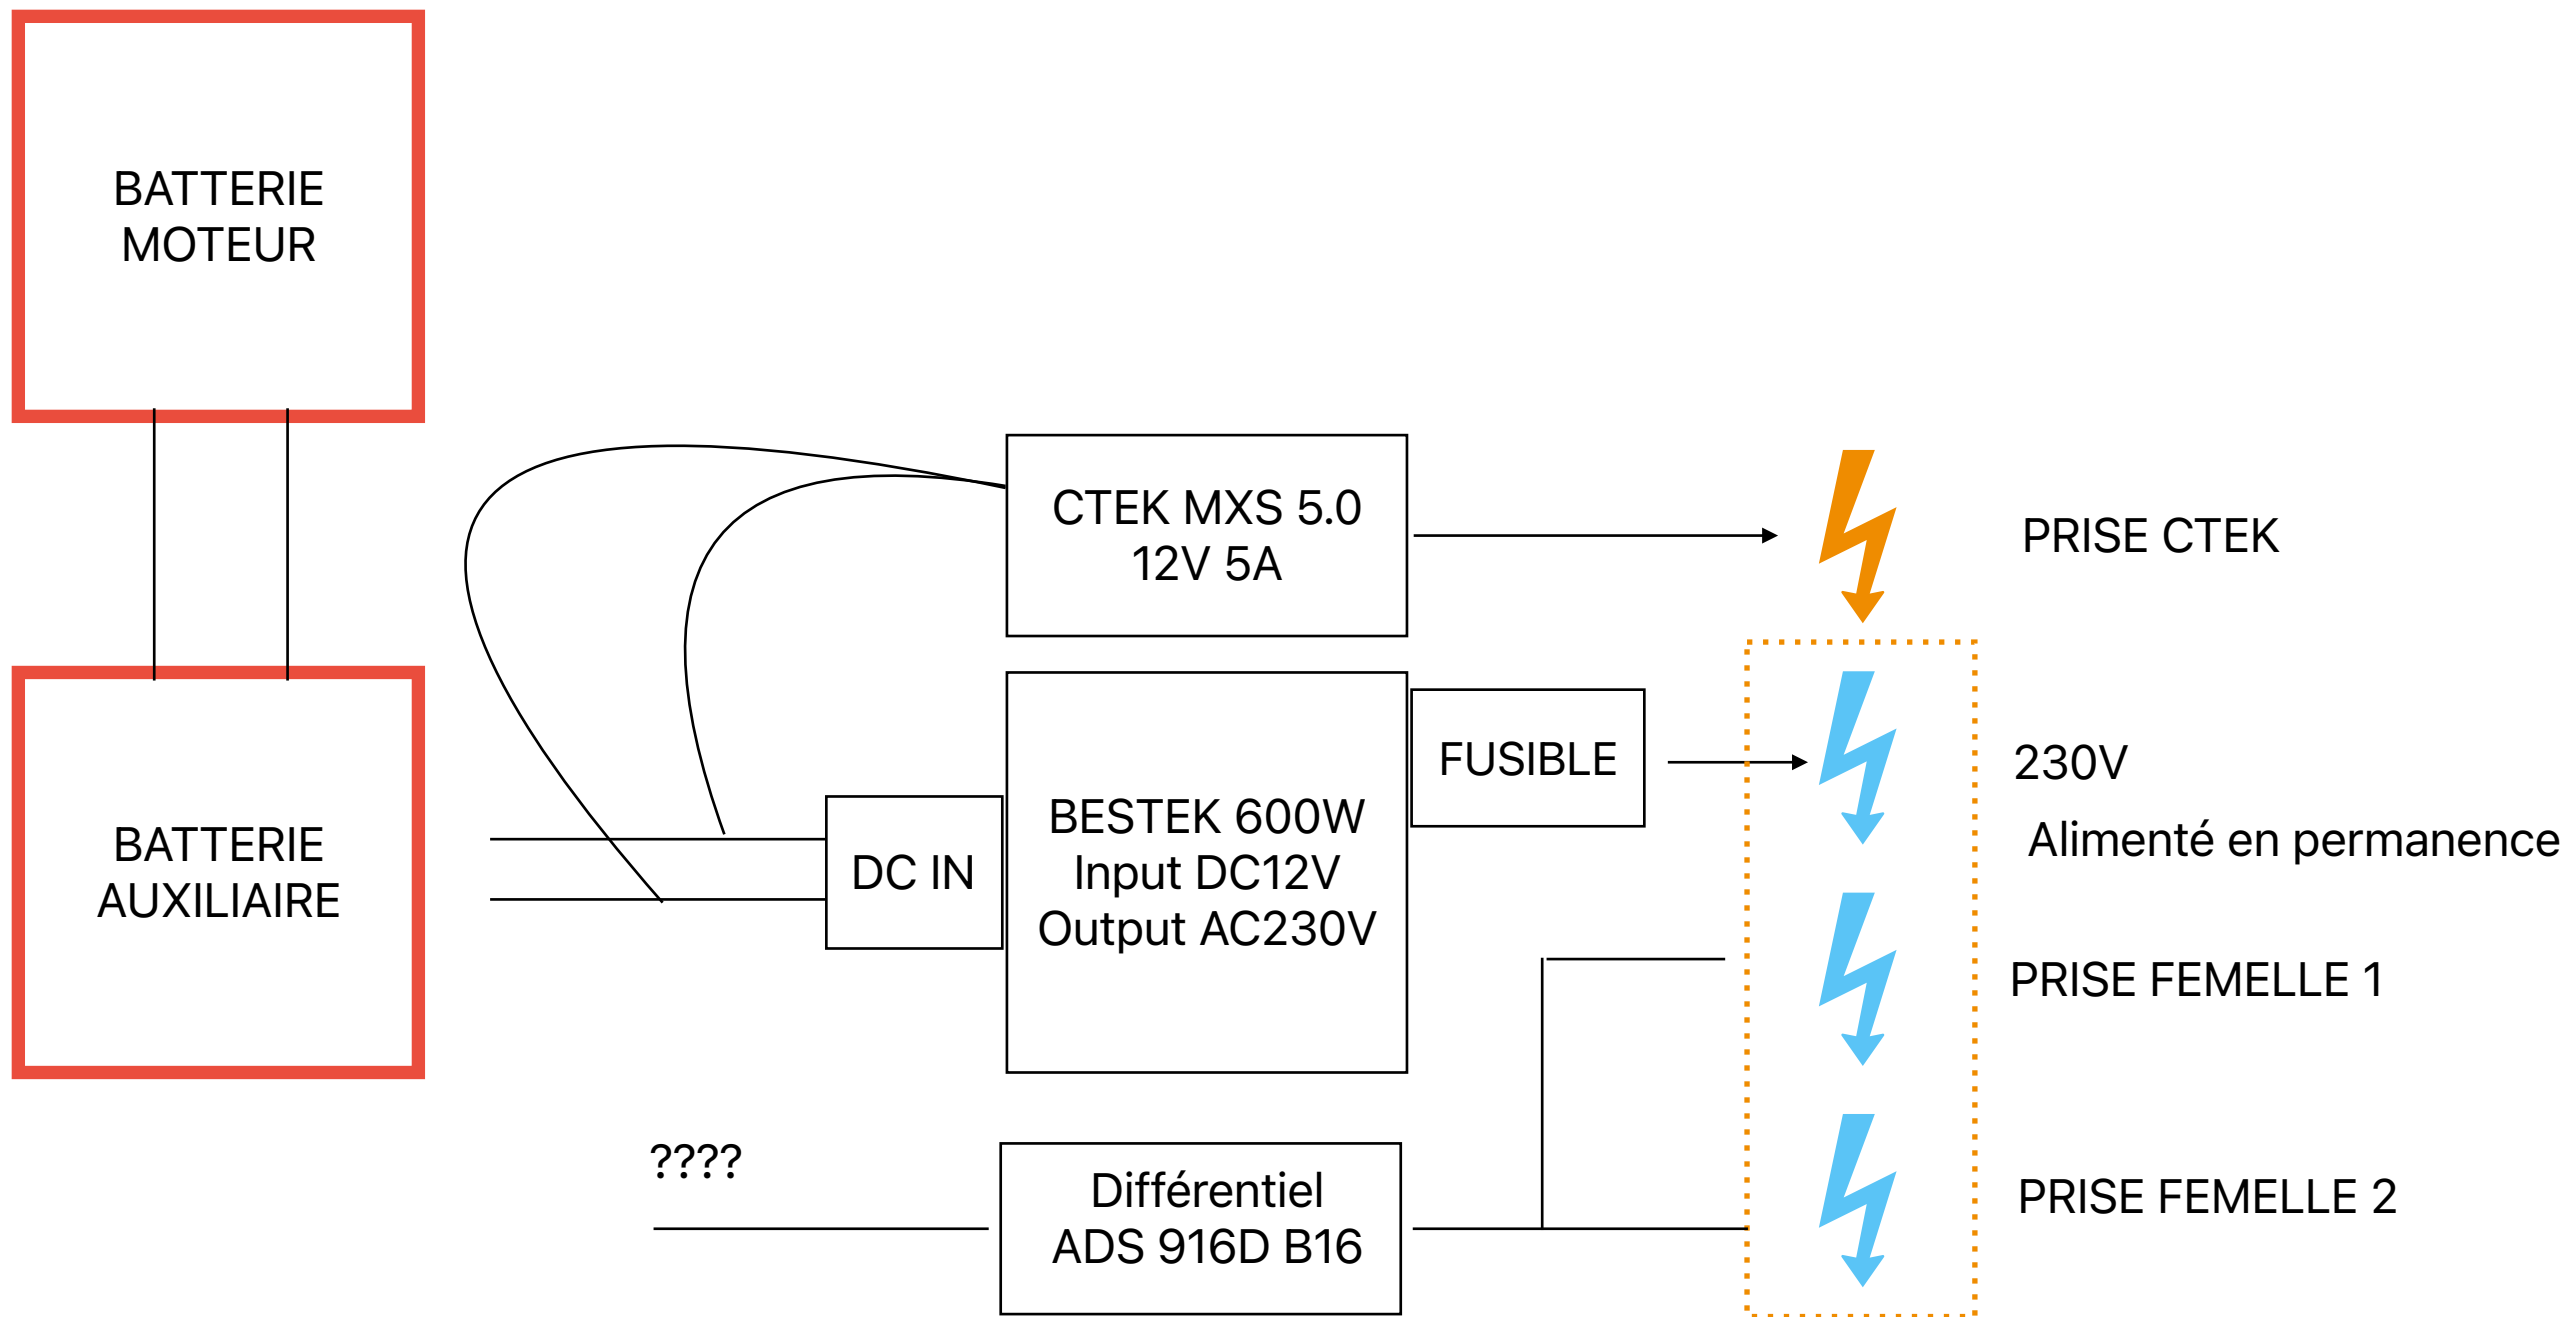 BATTERIE
MOTEUR
CTEK MXS 5.0
12V 5A
PRISE CTEK
BATTERIE
AUXILIAIRE
DC IN
BESTEK 600W
Input DC12V
Output AC230V
FUSIBLE
230V
Alimenté en permanence
PRISE FEMELLE 1
????
Différentiel
ADS 916D B16
PRISE FEMELLE 2